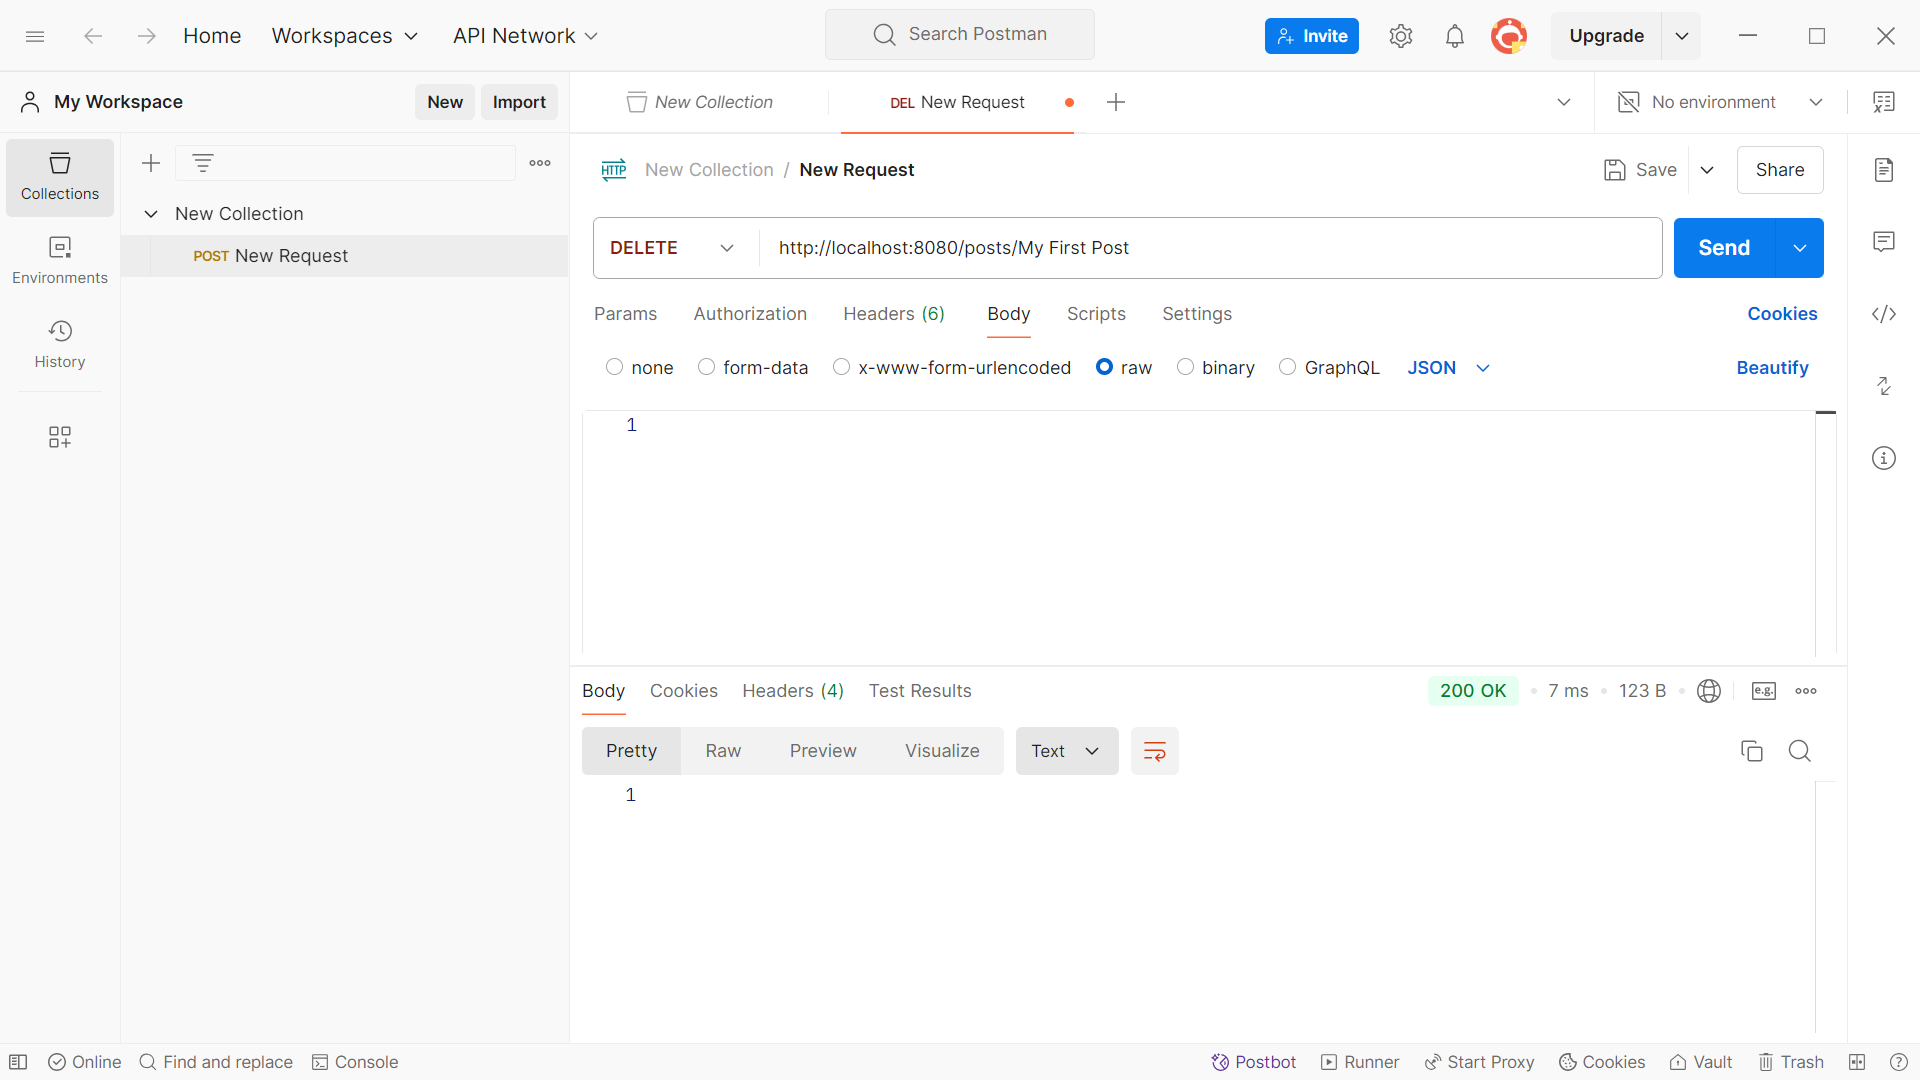 Home Workspaces API Network Search Postman Invite Upgrade
My Workspace New Import New Collection DEL New Request No environment
Collections
Environments
History
New Collection
POST New Request
HTTP New Collection / New Request Save Share
DELETE http://localhost:8080/posts/My First Post Send
Params Authorization Headers (6) Body Scripts Settings Cookies
none form-data x-www-form-urlencoded raw binary GraphQL JSON Beautify
1
Body Cookies Headers (4) Test Results 200 OK 7 ms 123 B e.g.
Pretty Raw Preview Visualize Text
1
Online Find and replace Console Postbot Runner Start Proxy Cookies Vault Trash